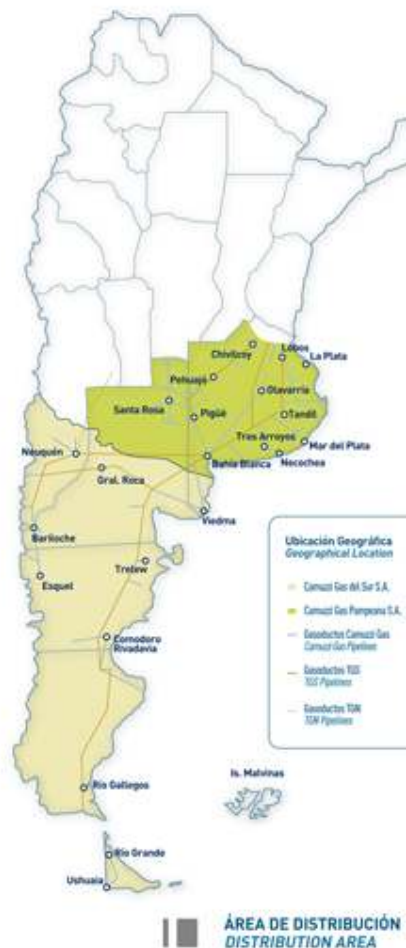 Chivilcoy
Lobos
La Plata
Pehuajó
Olavarría
Santa Rosa
Pigüé
Tandil
Tres Arroyos
Mar del Plata
Neuquén
Bahía Blanca
Necochea
Gral. Roca
Viedma
Bariloche
Trelew
Esquel
Comodoro
Rivadavia
Ubicación Geográfica
Geographical Location
Camuzzi Gas del Sur S.A.
Camuzzi Gas Pampeana S.A.
Gasoductos Camuzzi Gas
Camuzzi Gas Pipelines
Gasoductos TGS
TGS Pipelines
Gasoductos TGN
TGN Pipelines
Is. Malvinas
Río Gallegos
Río Grande
Ushuaia
ÁREA DE DISTRIBUCIÓN
DISTRIBUTION AREA